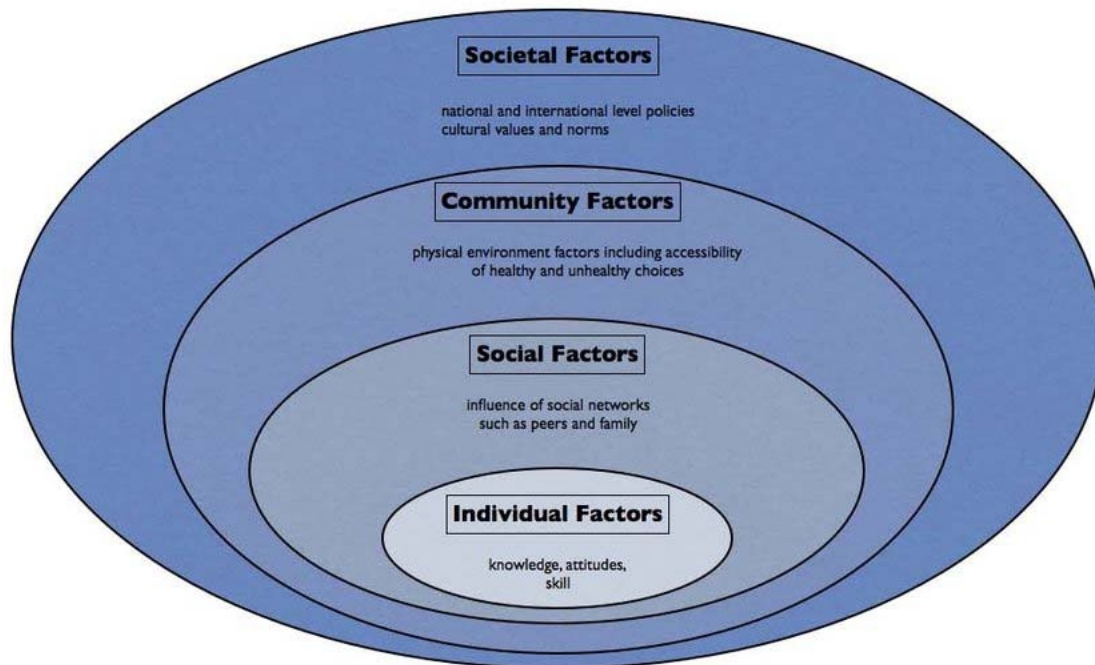 Societal Factors
national and international level policies
cultural values and norms
Community Factors
physical environment factors including accessibility
of healthy and unhealthy choices
Social Factors
influence of social networks
such as peers and family
Individual Factors
knowledge, attitudes,
skill